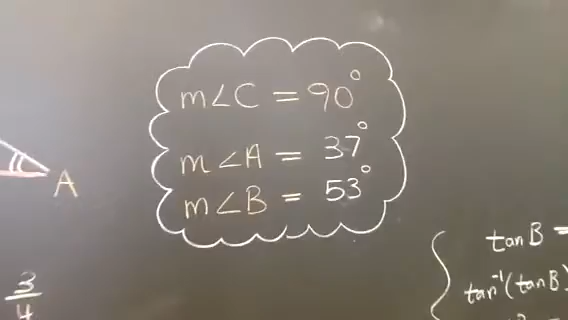 m∠C = 90°
m∠A = 37°
m∠B = 53°
A
3/4
tan B =
tan⁻¹(tan B)